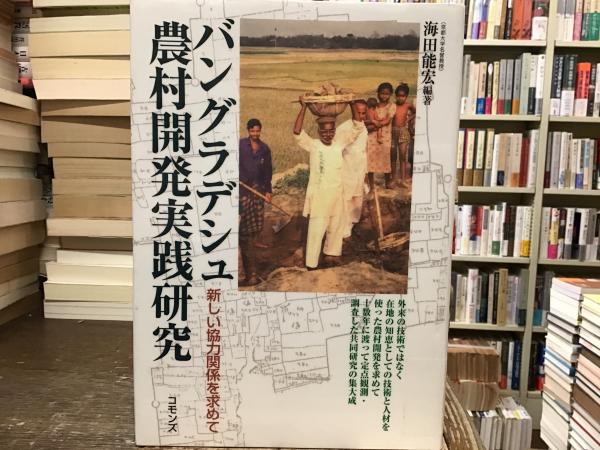 バングラデシュ
農村開発実践研究
新しい協力関係を求めて
コモンズ
(京都大学名誉教授)
海田能宏 編著
外来の技術ではなく
在地の知恵としての技術と人材を
使った農村開発を求めて
十数年に渡って定点観測・
調査した共同研究の集大成